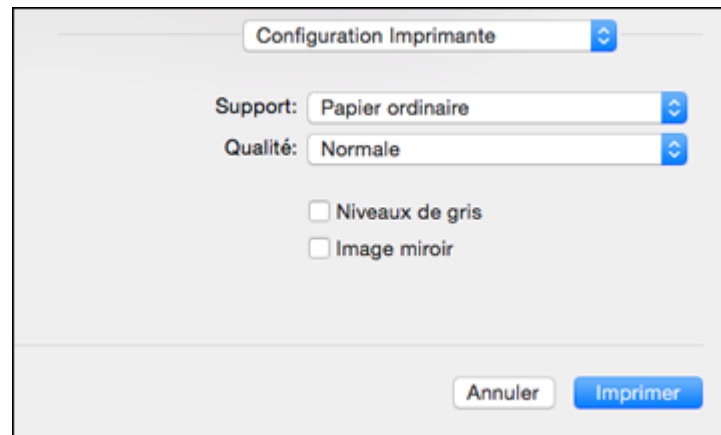 Configuration Imprimante
Support: Papier ordinaire
Qualité: Normale
Niveaux de gris
Image miroir
Annuler Imprimer